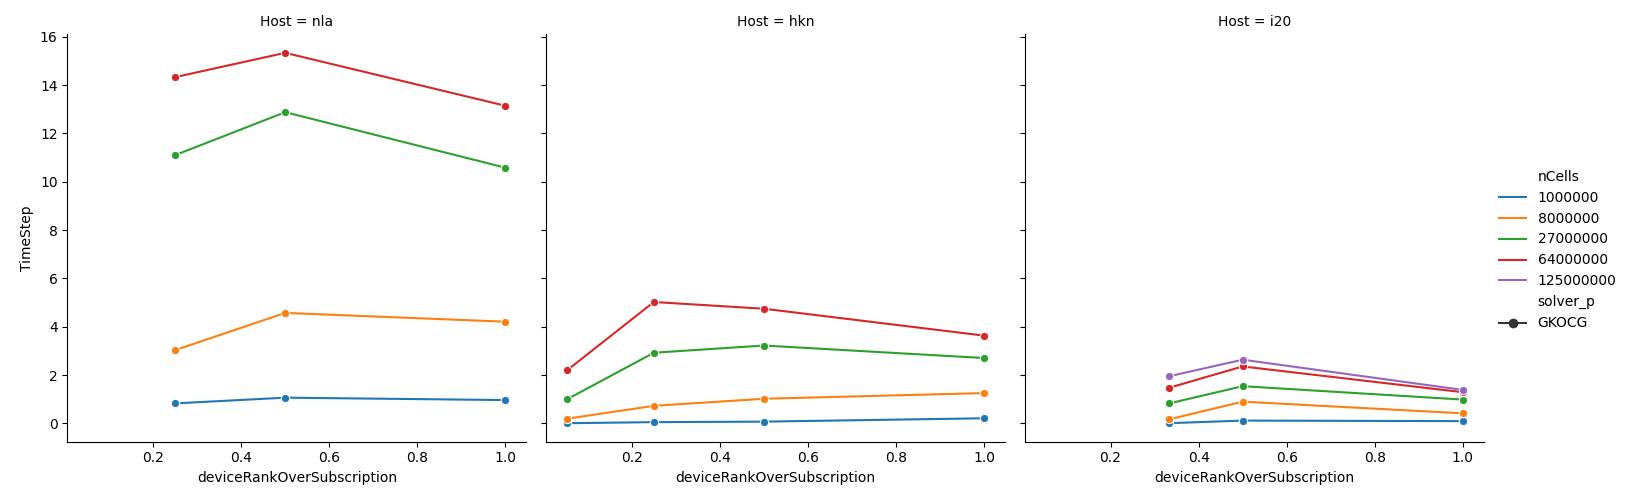 Host = nla
Host = hkn
Host = i20
16
14
12
10
8
6
4
2
0
TimeStep
0.2
0.4
0.6
0.8
1.0
deviceRankOverSubscription
0.2
0.4
0.6
0.8
1.0
deviceRankOverSubscription
0.2
0.4
0.6
0.8
1.0
deviceRankOverSubscription
nCells
1000000
8000000
27000000
64000000
125000000
solver_p
GKOCG